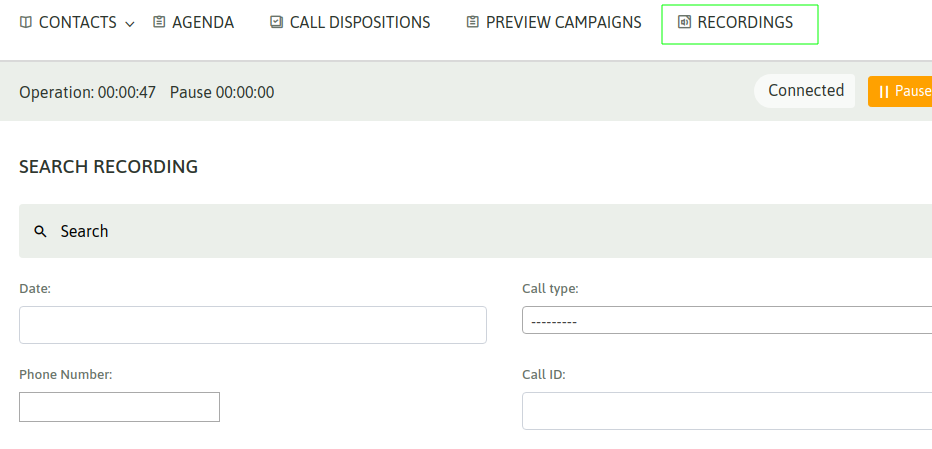 CONTACTS AGENDA CALL DISPOSITIONS PREVIEW CAMPAIGNS RECORDINGS
Operation: 00:00:47 Pause 00:00:00 Connected Pause
SEARCH RECORDING
Search
Date: Call type:
---------
Phone Number: Call ID: